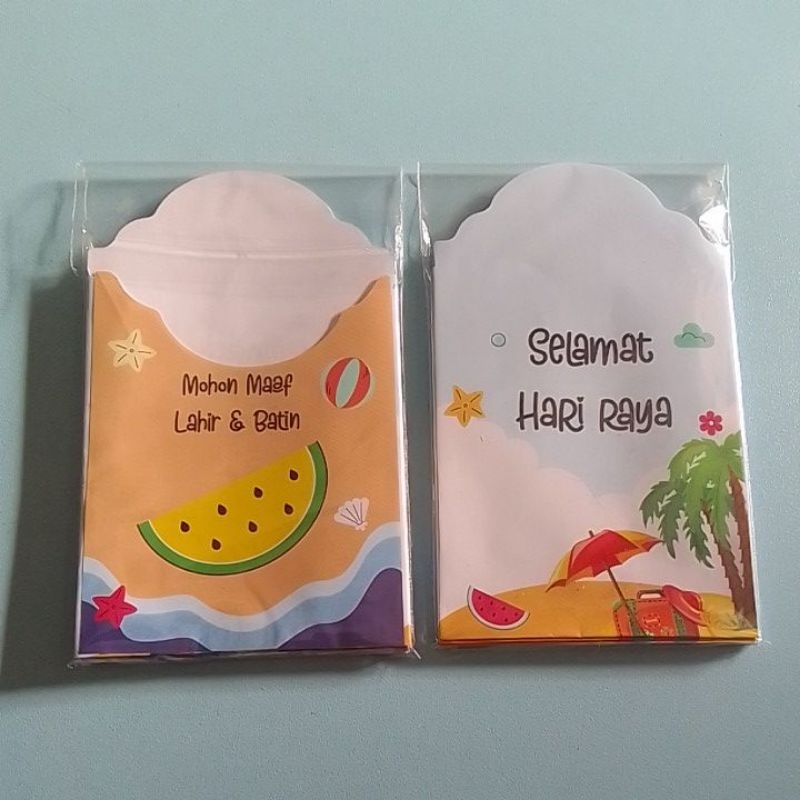 Mohon Maaf
Lahir & Batin
Selamat
Hari Raya